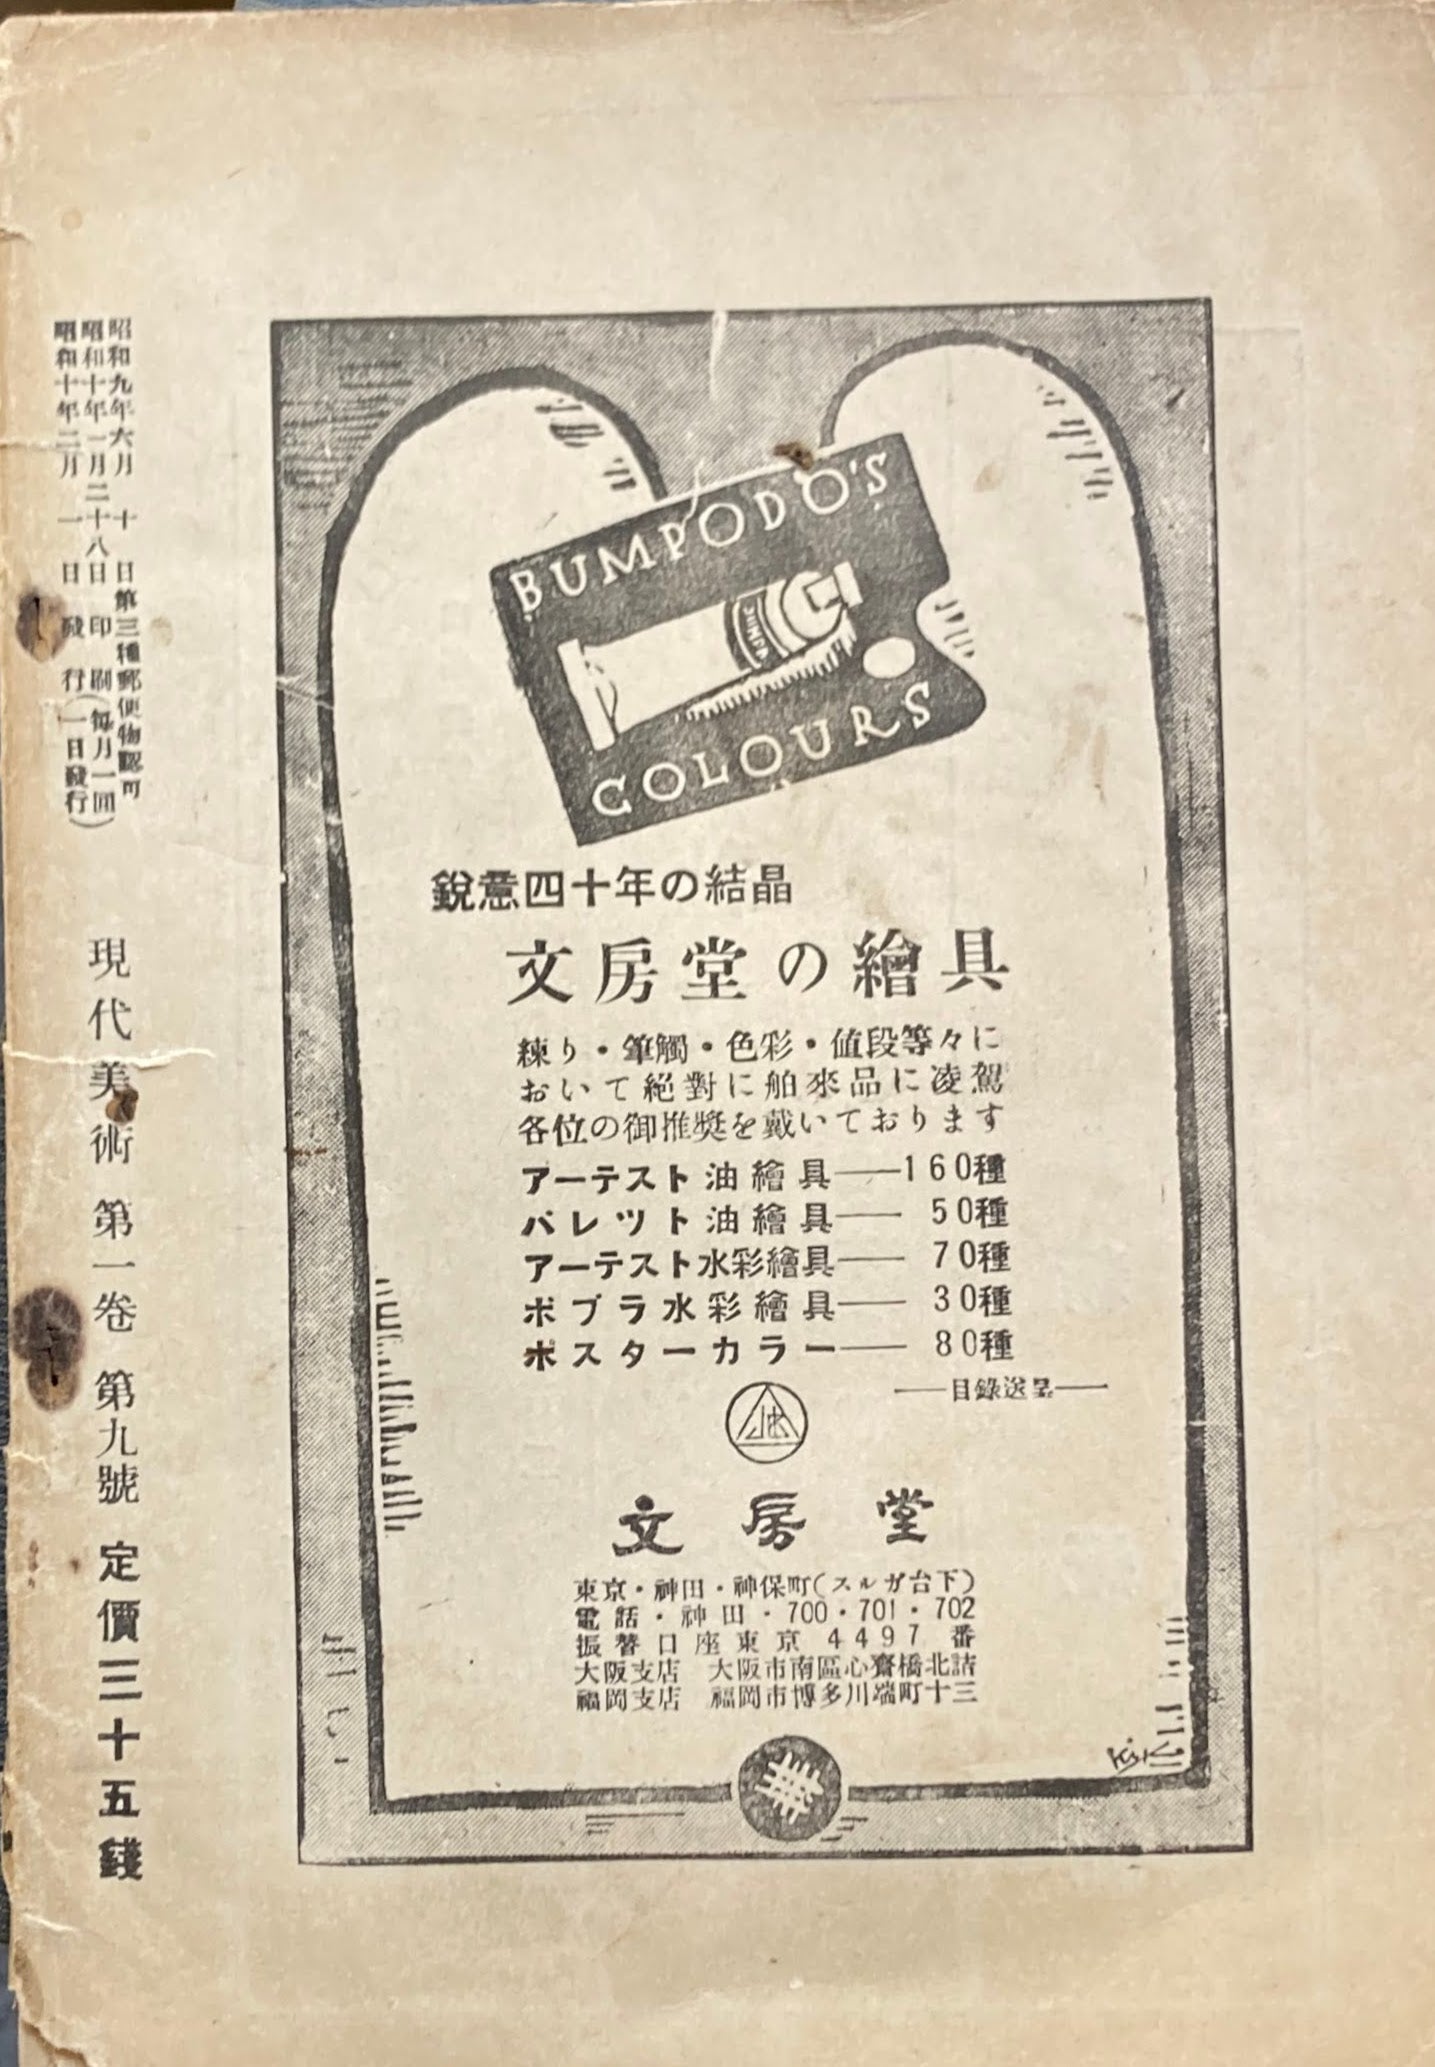 昭和九年六月十日第三種郵便物認可
昭和十年一月二十八日印刷(毎月一回
昭和十年二月一日發行(一日發行)
現代美術 第一卷 第九號 定價三十五錢
BUMPODO'S
COLOURS
銳意四十年の結晶
文房堂の繪具
練り・筆觸・色彩・値段等々に
おいて絕對に舶來品に凌駕
各位の御推奬を戴いております
アーテスト油繪具——160種
パレツト油繪具——50種
アーテスト水彩繪具——70種
ポプラ水彩繪具——30種
ポスターカラー——80種
——目錄送呈——
文房堂
東京・神田・神保町(スルガ台下)
電話・神田・700・701・702
振替口座東京 4497 番
大阪支店 大阪市南區心齋橋北詰
福岡支店 福岡市博多川端町十三